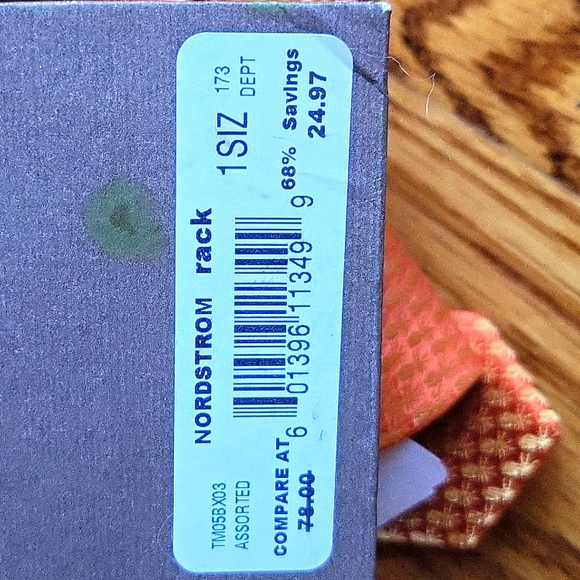 NORDSTROM rack
TM05BX03 1SIZ 173
ASSORTED DEPT
6 01396 11349 9
COMPARE AT 68% Savings
78.00 24.97